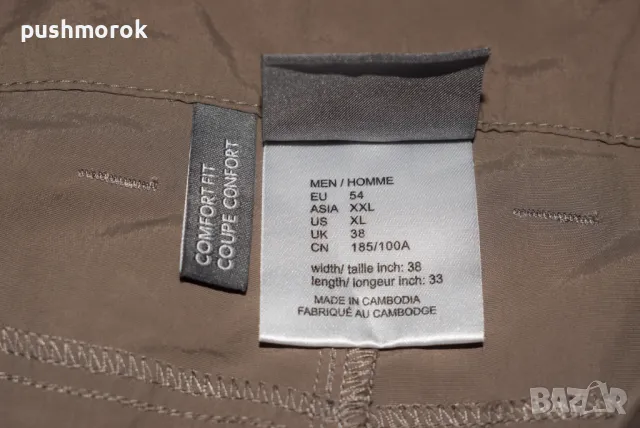 pushmorok
COMFORT FIT
COUPE CONFORT
MEN / HOMME
EU 54
ASIA XXL
US XL
UK 38
CN 185/100A
width/ taille inch: 38
length/ longeur inch: 33
MADE IN CAMBODIA
FABRIQUÉ AU CAMBODGE
BAZAR